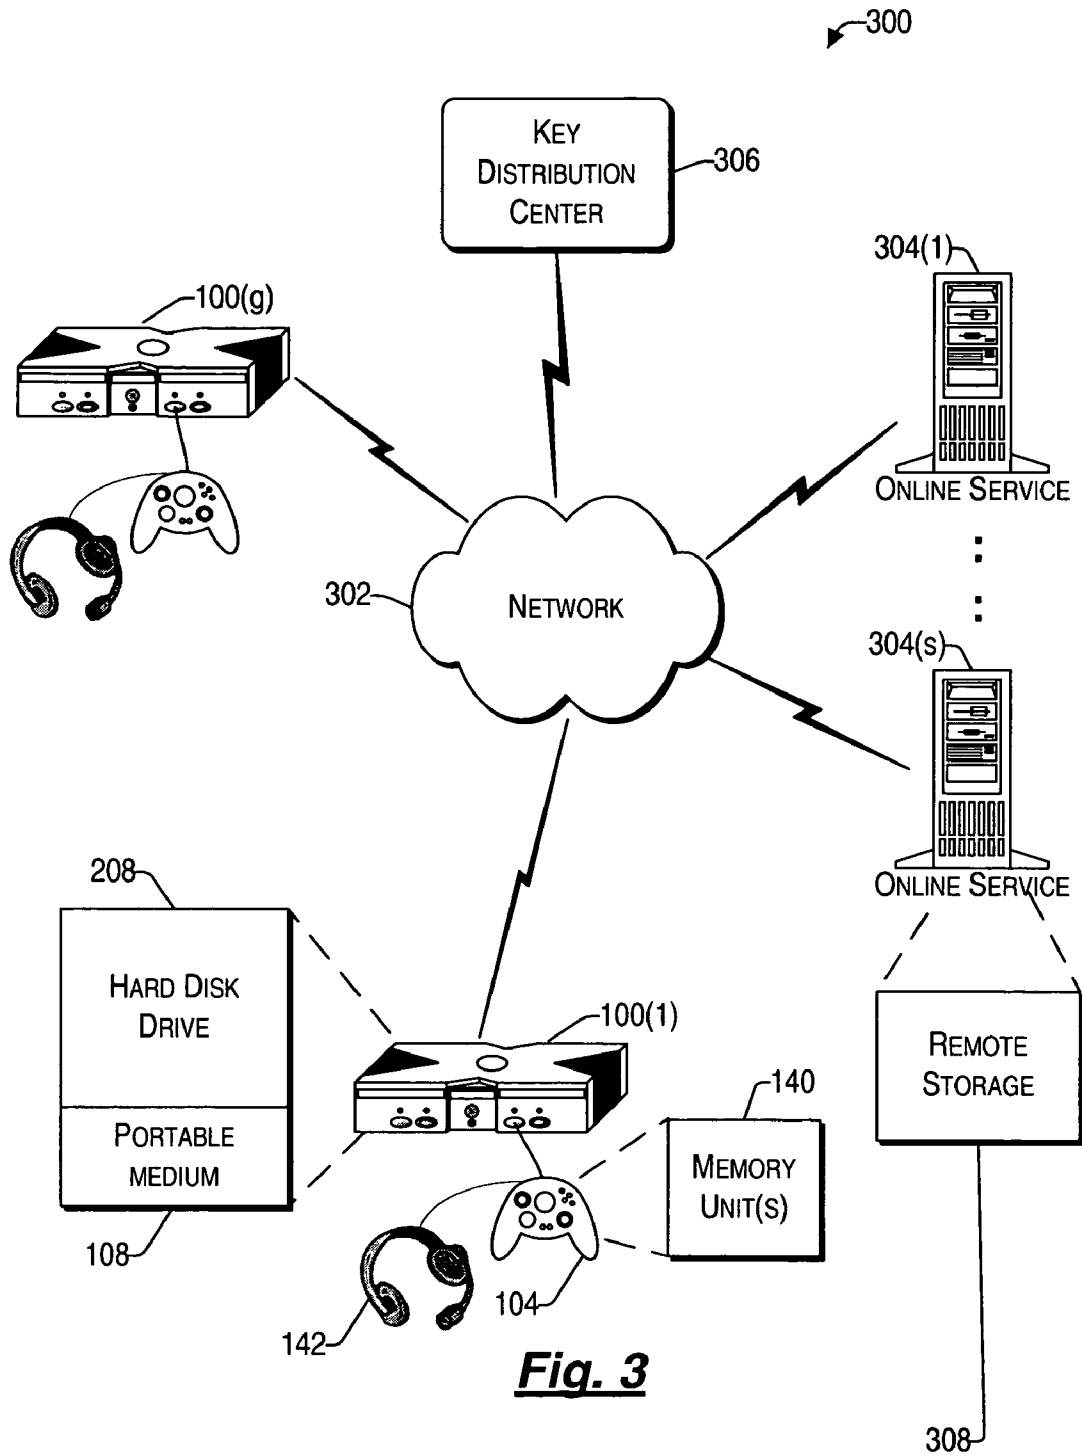 300
KEY
DISTRIBUTION
CENTER
306
304(1)
100(g)
ONLINE SERVICE
302
NETWORK
304(s)
ONLINE SERVICE
208
HARD DISK
DRIVE
100(1)
REMOTE
STORAGE
140
PORTABLE
MEDIUM
MEMORY
UNIT(S)
108
104
142
Fig. 3
308